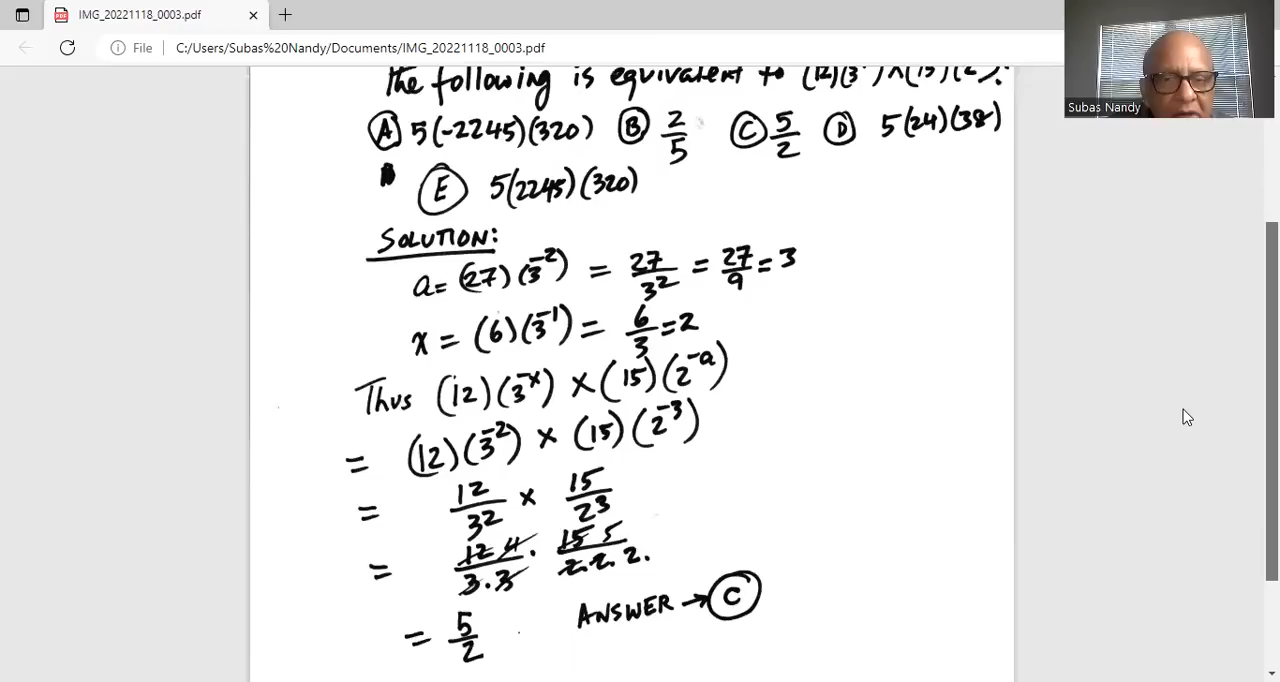 IMG_20221118_0003.pdf
File C:/Users/Subas%20Nandy/Documents/IMG_20221118_0003.pdf
Subas Nandy
the following is equivalent to
(A) 5(-2245)(320) (B) 2/5 (C) 5/2 (D) 5(24)(38)
(E) 5(2245)(320)
SOLUTION:
a = (27)(3^-2) = 27/3^2 = 27/9 = 3
x = (6)(3^-1) = 6/3 = 2
Thus (12)(3^-x) × (15)(2^-a)
= (12)(3^-2) × (15)(2^-3)
= 12/3^2 × 15/2^3
= 12 4/3.3 . 15 5/2.2.2.
= 5/2 ANSWER → (C)